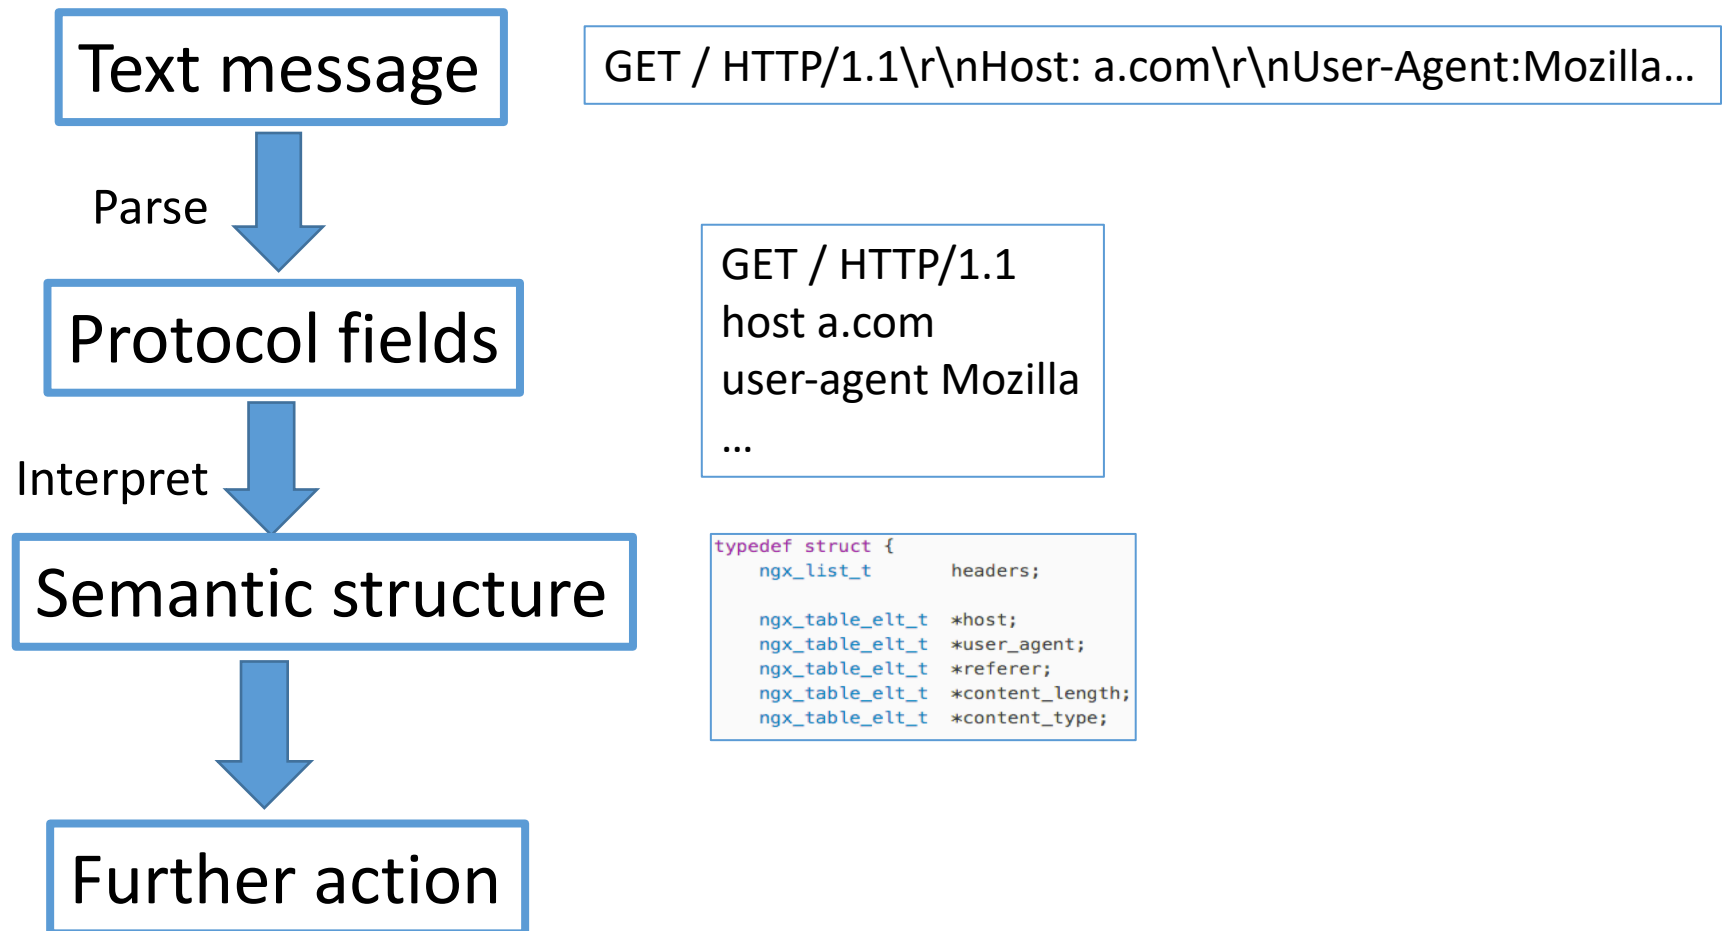 Text message
GET / HTTP/1.1\r\nHost: a.com\r\nUser-Agent:Mozilla...
Parse
Protocol fields
GET / HTTP/1.1
host a.com
user-agent Mozilla
...
Interpret
Semantic structure
typedef struct {
    ngx_list_t        headers;
    ngx_table_elt_t  *host;
    ngx_table_elt_t  *user_agent;
    ngx_table_elt_t  *referer;
    ngx_table_elt_t  *content_length;
    ngx_table_elt_t  *content_type;
Further action